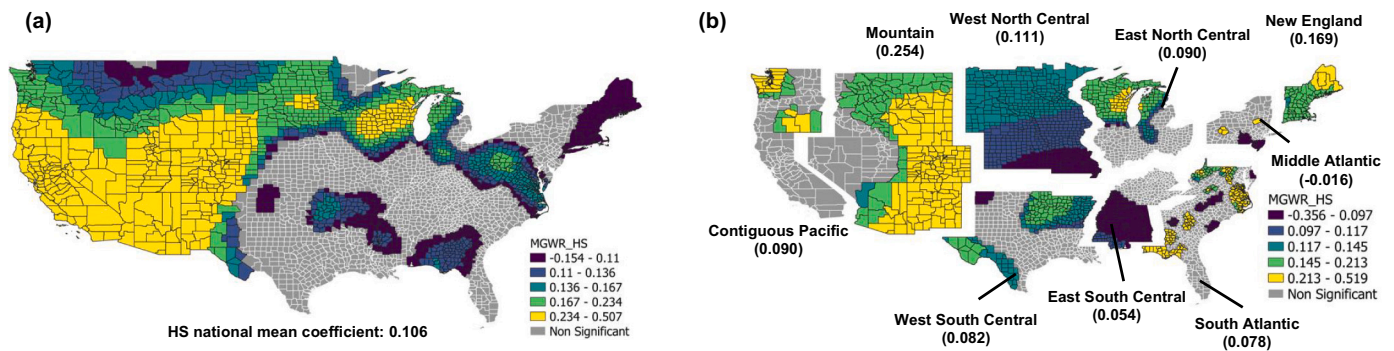 (a)
MGWR_HS
-0.154 - 0.11
0.11 - 0.136
0.136 - 0.167
0.167 - 0.234
0.234 - 0.507
Non Significant
HS national mean coefficient: 0.106
(b)
Mountain
(0.254)
West North Central
(0.111)
East North Central
(0.090)
New England
(0.169)
Middle Atlantic
(-0.016)
MGWR_HS
-0.356 - 0.097
0.097 - 0.117
0.117 - 0.145
0.145 - 0.213
0.213 - 0.519
Non Significant
Contiguous Pacific
(0.090)
West South Central
(0.082)
East South Central
(0.054)
South Atlantic
(0.078)